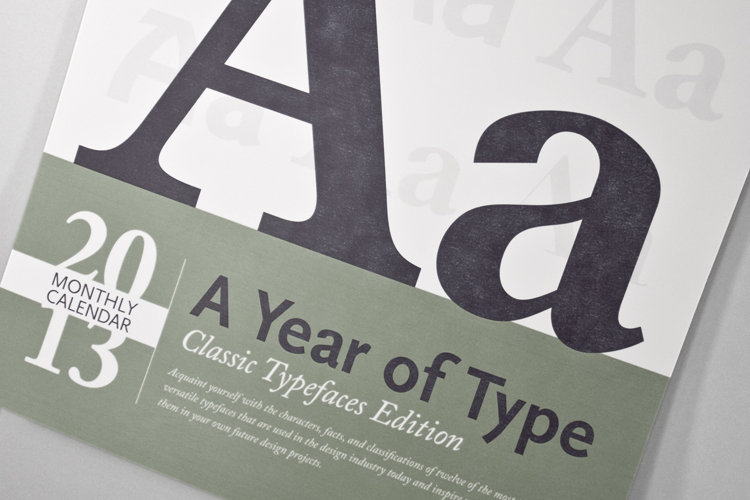 Aa
20
MONTHLY
CALENDAR
13
A Year of Type
Classic Typefaces Edition
Acquaint yourself with the characters, facts, and classifications of twelve of the most
versatile typefaces that are used in the design industry today and inspire
them in your own future design projects.
Aa
a
Aa